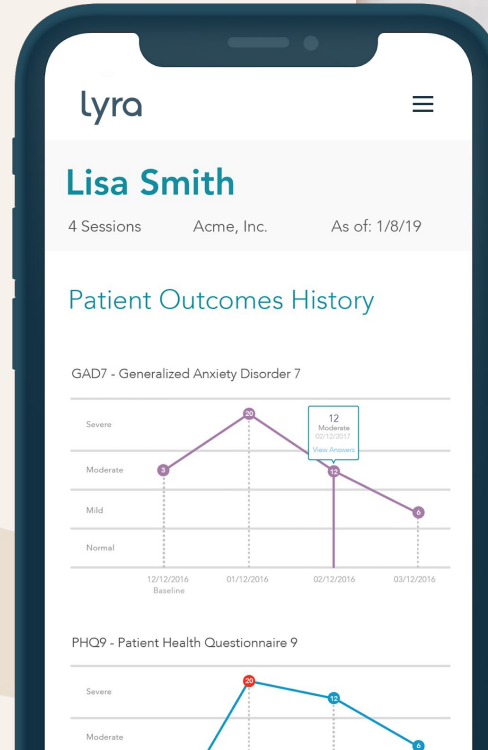 lyra
Lisa Smith
4 Sessions Acme, Inc. As of: 1/8/19
Patient Outcomes History
GAD7 - Generalized Anxiety Disorder 7
20
12
Moderate
02/12/2017
View Answers
Severe
Moderate
3
12
Mild
6
Normal
12/12/2016 01/12/2016 02/12/2016 03/12/2016
Baseline
PHQ9 - Patient Health Questionnaire 9
20
Severe
12
Moderate
6